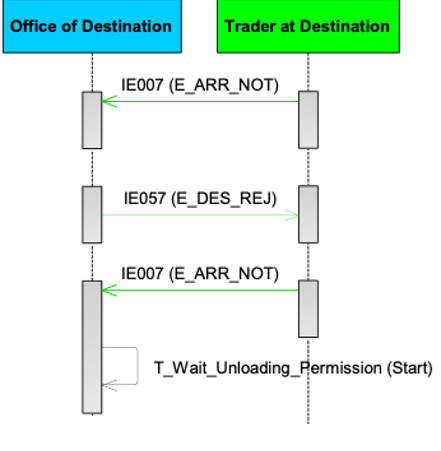 Office of Destination
Trader at Destination
IE007 (E_ARR_NOT)
IE057 (E_DES_REJ)
IE007 (E_ARR_NOT)
T_Wait_Unloading_Permission (Start)